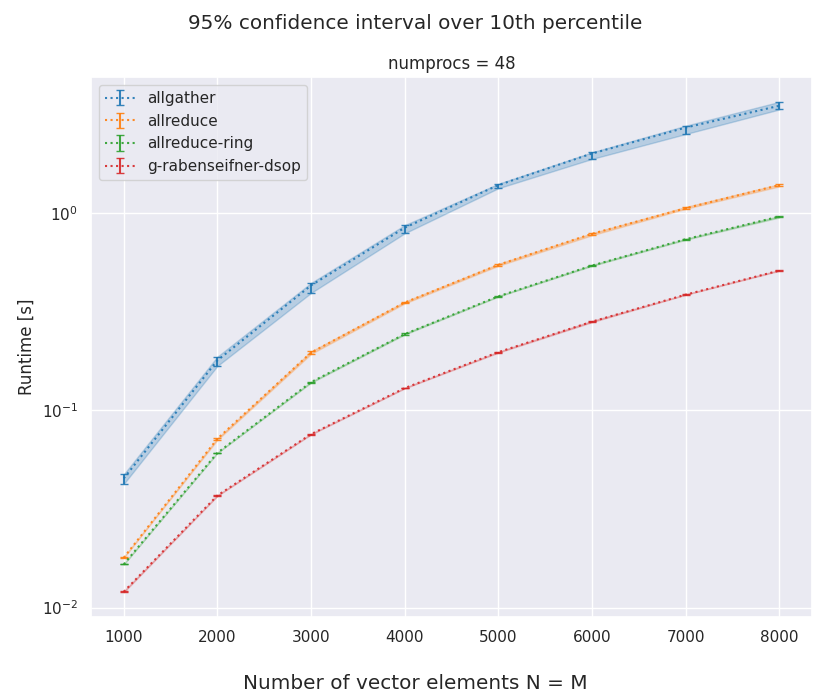 95% confidence interval over 10th percentile
numprocs = 48
allgather
allreduce
allreduce-ring
g-rabenseifner-dsop
Runtime [s]
10⁰
10⁻¹
10⁻²
1000 2000 3000 4000 5000 6000 7000 8000
Number of vector elements N = M